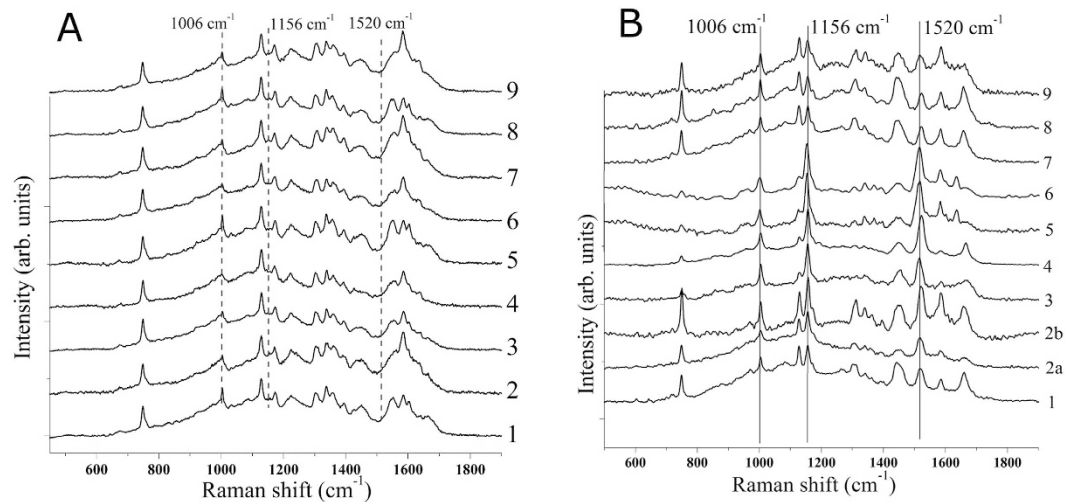 A
1006 cm⁻¹
1156 cm⁻¹
1520 cm⁻¹
9
8
7
6
5
4
3
2
1
Intensity (arb. units)
600
800
1000
1200
1400
1600
1800
Raman shift (cm⁻¹)
B
1006 cm⁻¹
1156 cm⁻¹
1520 cm⁻¹
9
8
7
6
5
4
3
2b
2a
1
Intensity (arb. units)
600
800
1000
1200
1400
1600
1800
Raman shift (cm⁻¹)